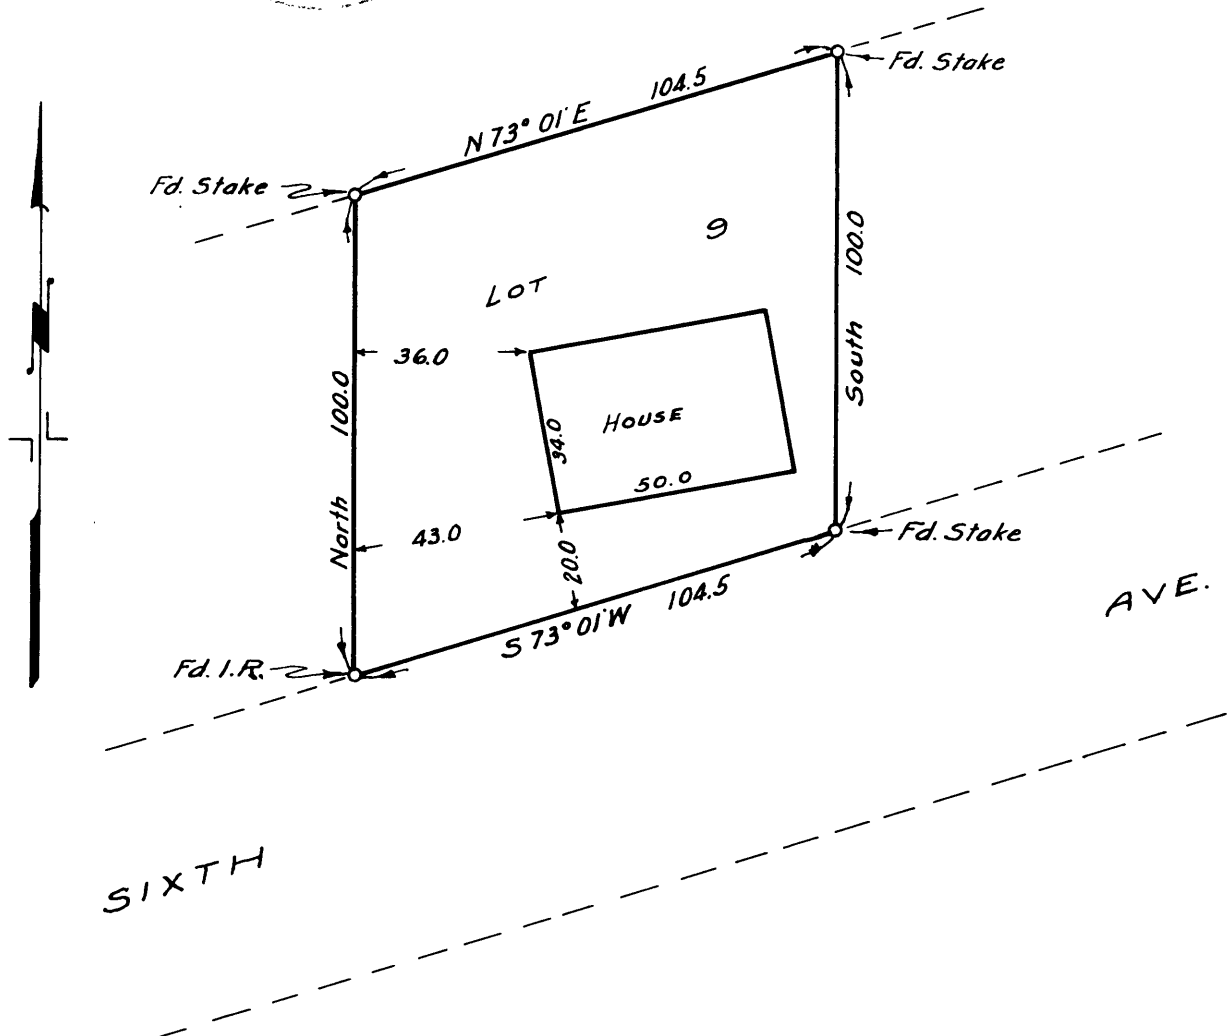 Fd. Stake
104.5
N 73° 01' E
Fd. Stake
9
100.0
South
LOT
36.0
100.0
North
HOUSE
34.0
50.0
43.0
20.0
Fd. Stake
104.5
S 73° 01' W
AVE.
Fd. I.R.
SIXTH
N